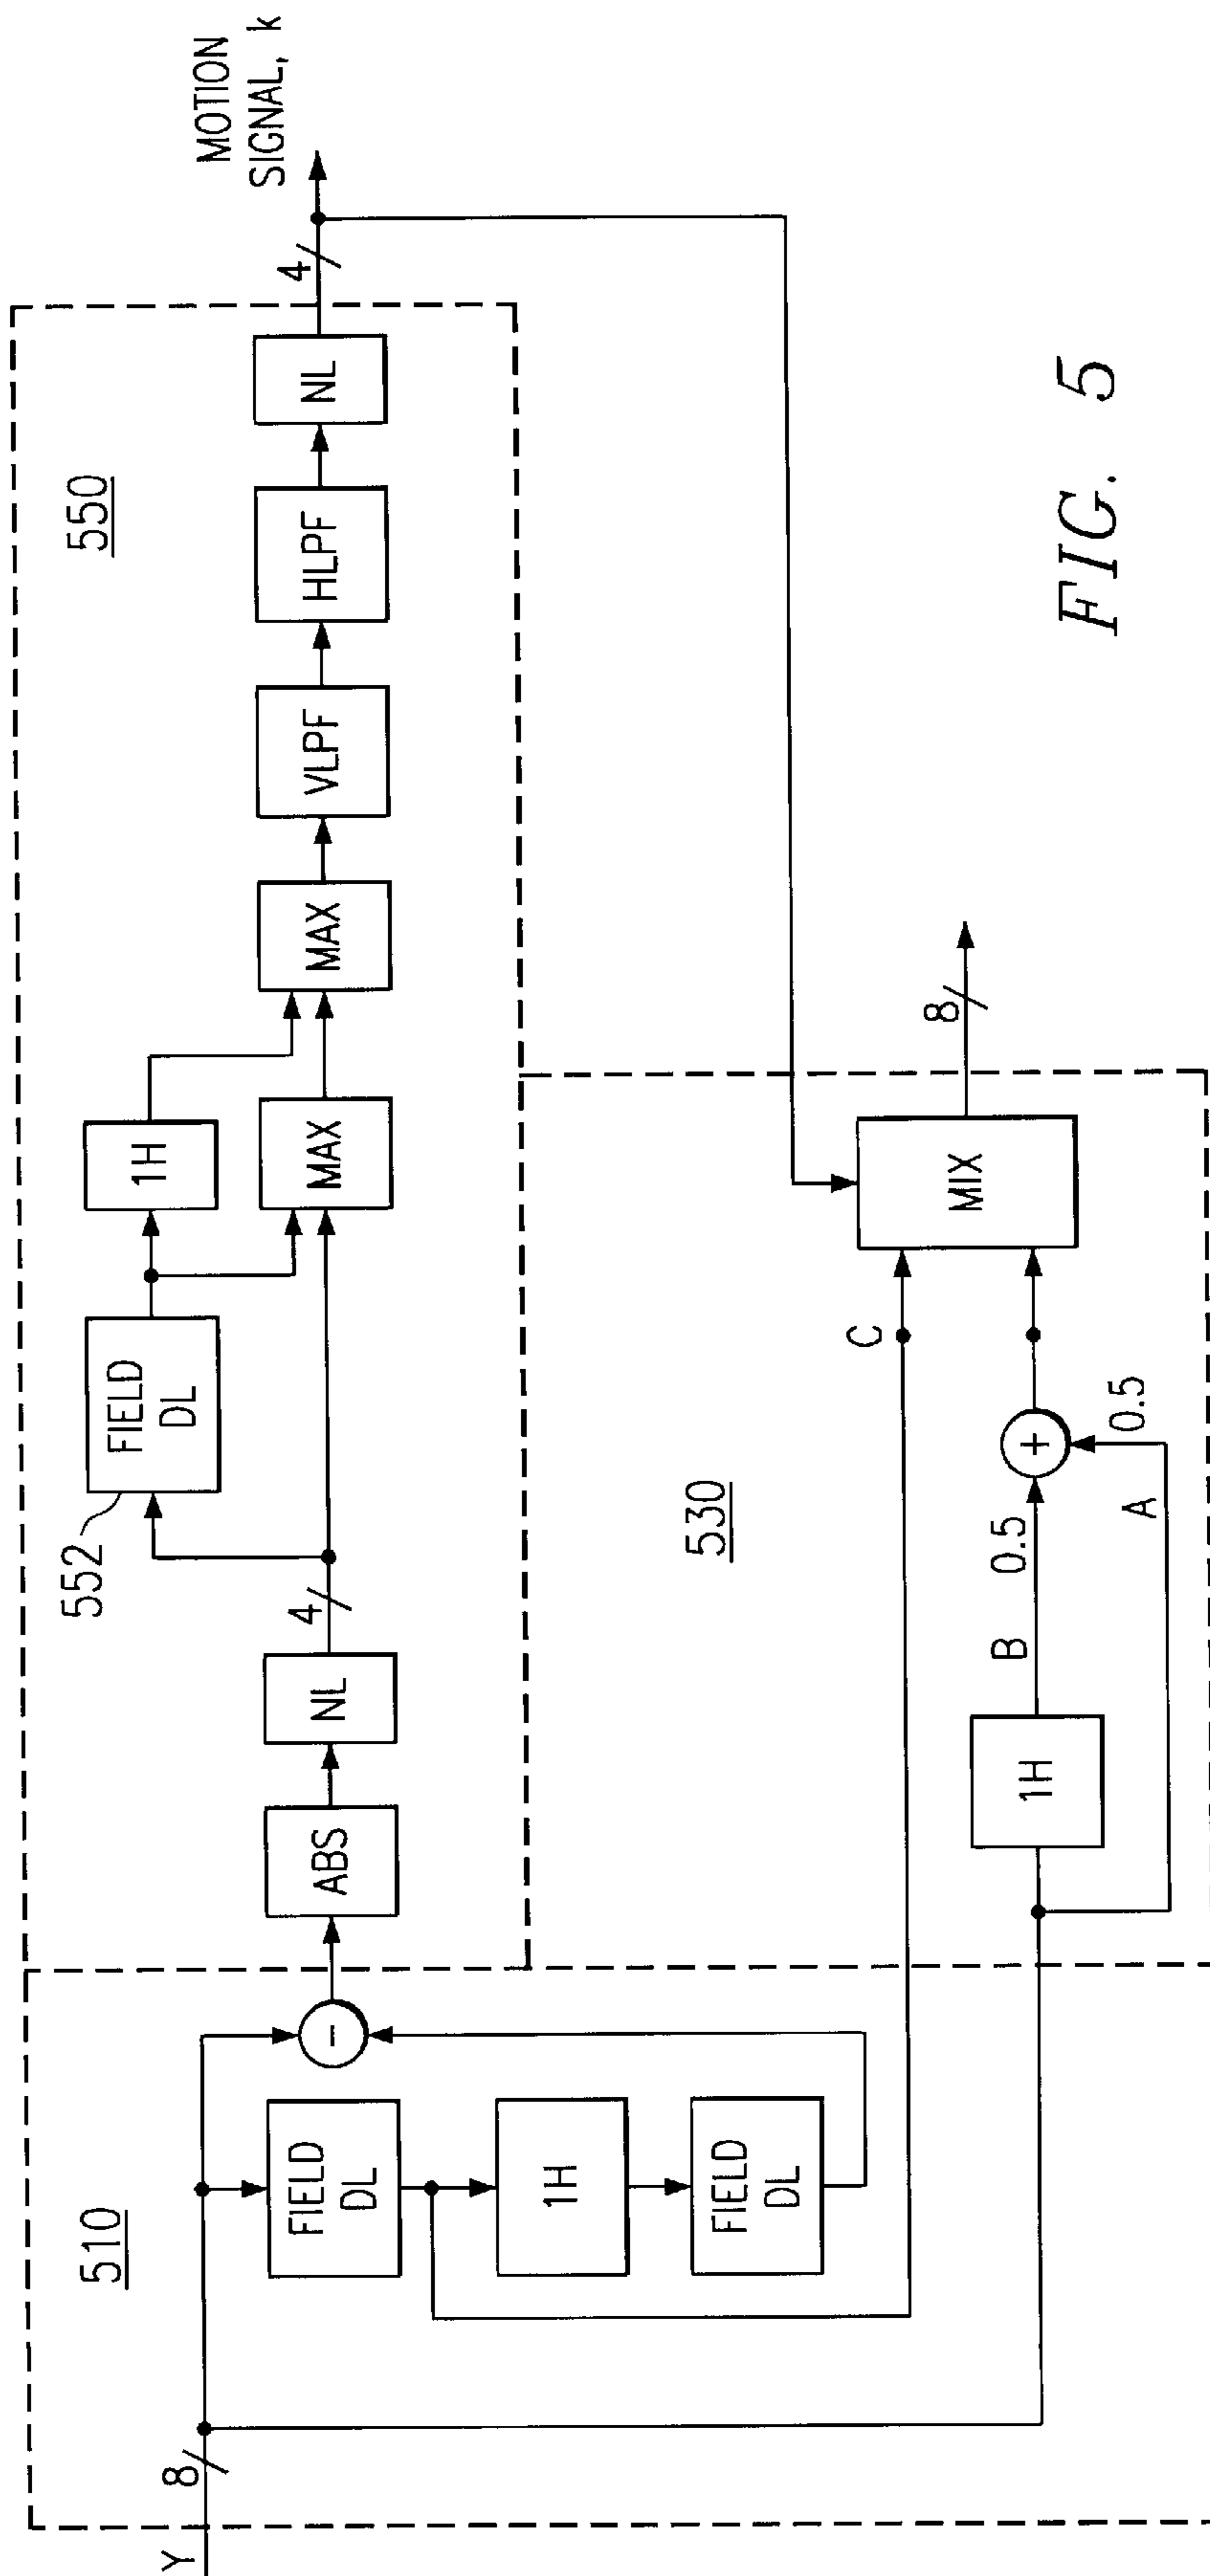 Y
8
510
FIELD
DL
1H
FIELD
DL
-
ABS
NL
4
552
FIELD
DL
1H
MAX
MAX
VLPF
HLPF
NL
550
4
MOTION
SIGNAL, k
530
1H
B
0.5
A
0.5
+
C
MIX
8
FIG. 5